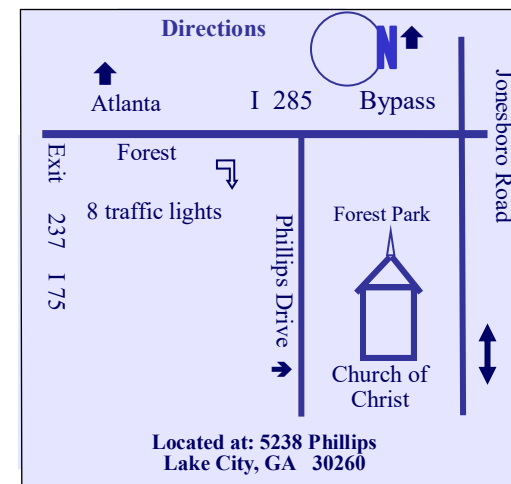 Directions
N
Atlanta
I 285 Bypass
Jonesboro Road
Forest
Exit 237 I 75
8 traffic lights
Phillips Drive
Forest Park
Church of
Christ
Located at: 5238 Phillips
Lake City, GA 30260